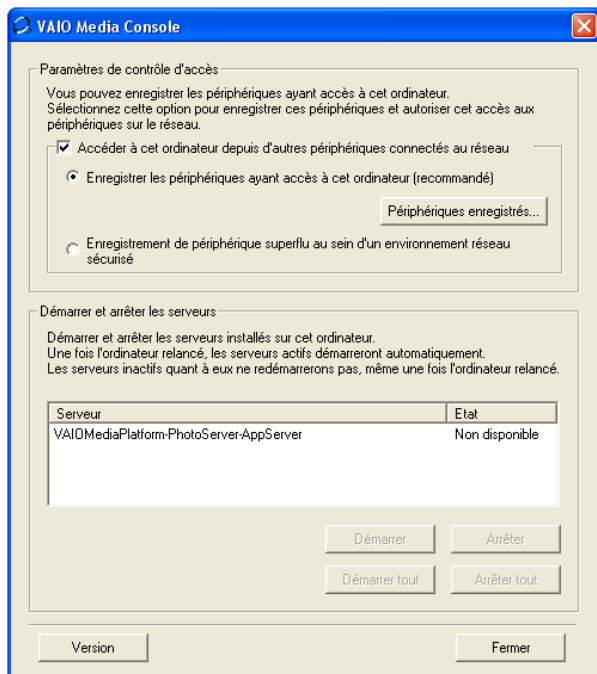 VAIO Media Console
Paramètres de contrôle d'accès
Vous pouvez enregistrer les périphériques ayant accès à cet ordinateur.
Sélectionnez cette option pour enregistrer ces périphériques et autoriser cet accès aux
périphériques sur le réseau.
Accéder à cet ordinateur depuis d'autres périphériques connectés au réseau
Enregistrer les périphériques ayant accès à cet ordinateur (recommandé)
Périphériques enregistrés...
Enregistrement de périphérique superflu au sein d'un environnement réseau
sécurisé
Démarrer et arrêter les serveurs
Démarrer et arrêter les serveurs installés sur cet ordinateur.
Une fois l'ordinateur relancé, les serveurs actifs démarreront automatiquement.
Les serveurs inactifs quant à eux ne redémarrerons pas, même une fois l'ordinateur relancé.
Serveur Etat
VAIOMediaPlatform-PhotoServer-AppServer Non disponible
Démarrer Arrêter
Démarrer tout Arrêter tout
Version Fermer